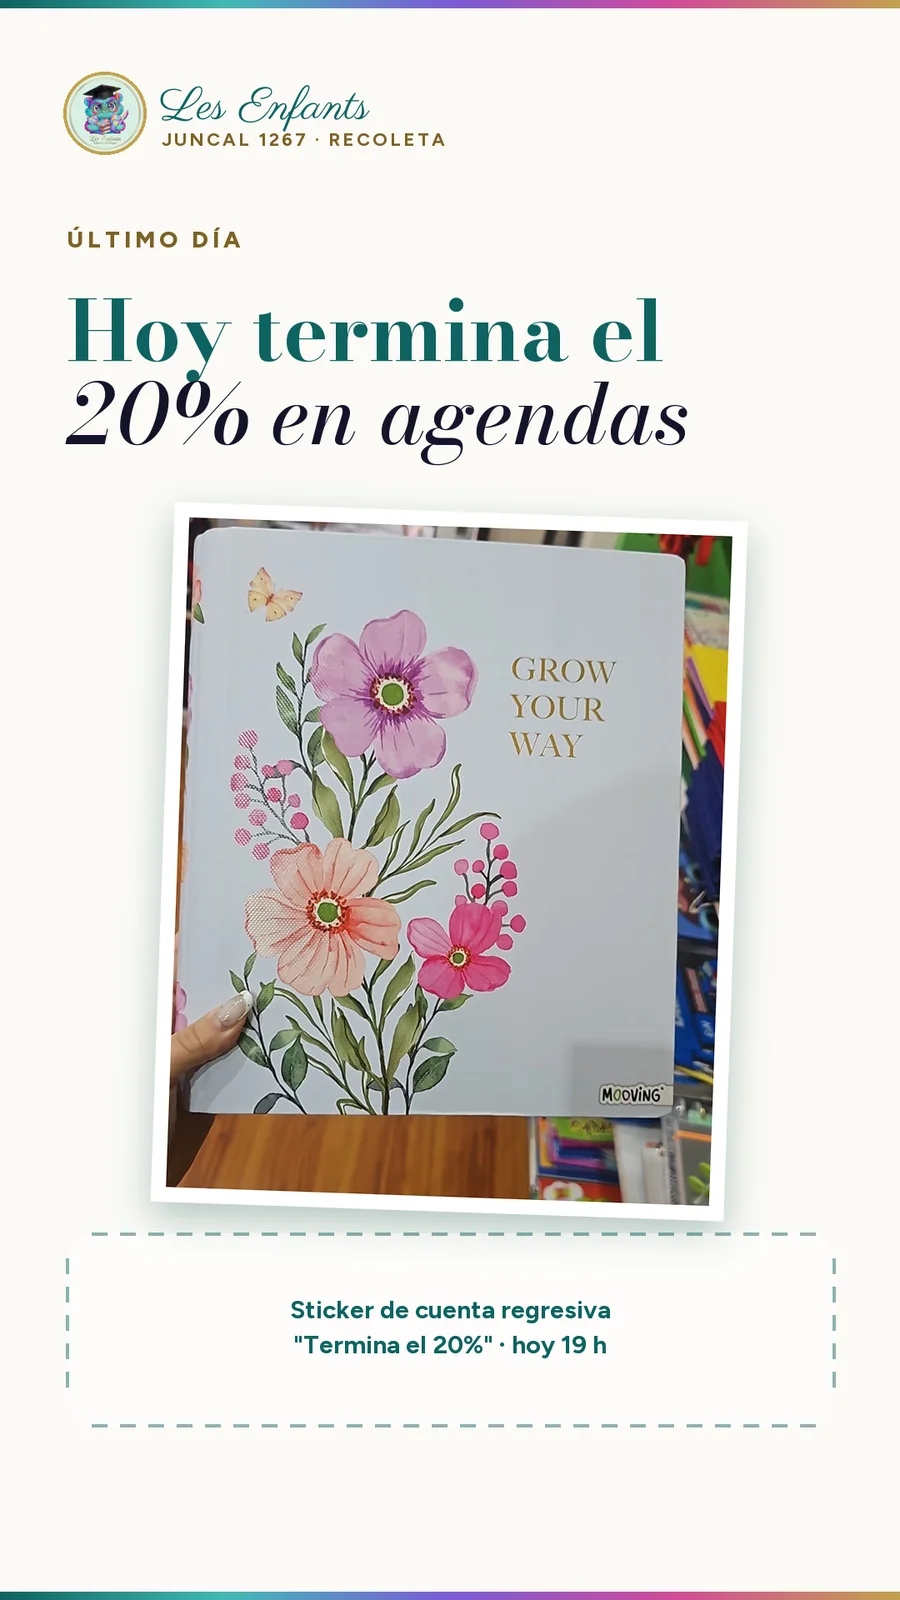 Les Enfants
JUNCAL 1267 · RECOLETA
ÚLTIMO DÍA
Hoy termina el
20% en agendas
GROW
YOUR
WAY
MOOVING
Sticker de cuenta regresiva
"Termina el 20%" · hoy 19 h